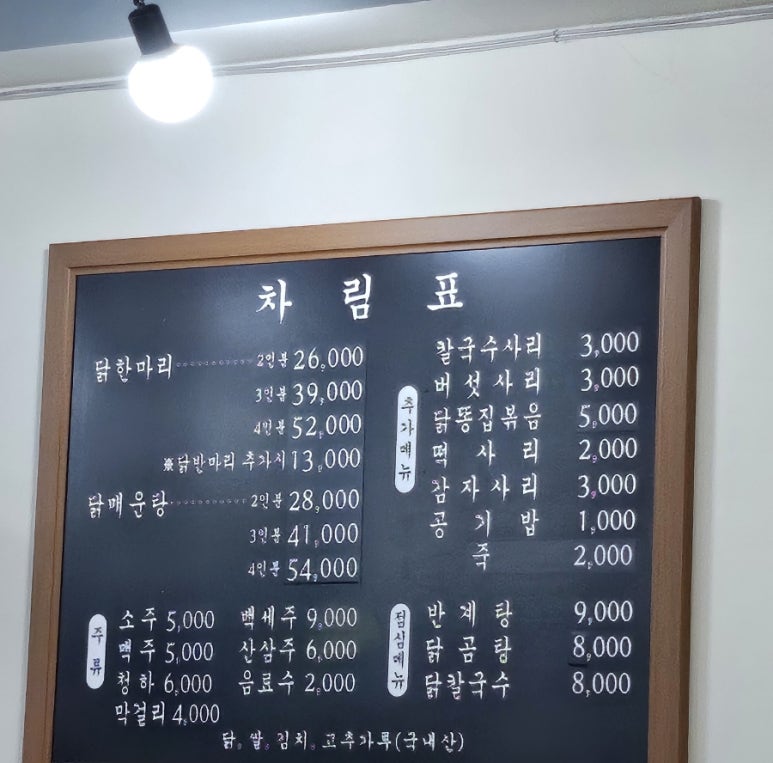 차림표
닭한마리 2인분 26,000
3인분 39,000
4인분 52,000
※닭반마리 추가시 13,000
닭매운탕 2인분 28,000
3인분 41,000
4인분 54,000
추가메뉴
칼국수사리 3,000
버섯사리 3,000
닭똥집볶음 5,000
떡사리 2,000
감자사리 3,000
공기밥 1,000
죽 2,000
주류
소주 5,000 백세주 9,000
맥주 5,000 산삼주 6,000
청하 6,000 음료수 2,000
막걸리 4,000
점심메뉴
반계탕 9,000
닭곰탕 8,000
닭칼국수 8,000
닭, 쌀, 김치, 고추가루(국내산)